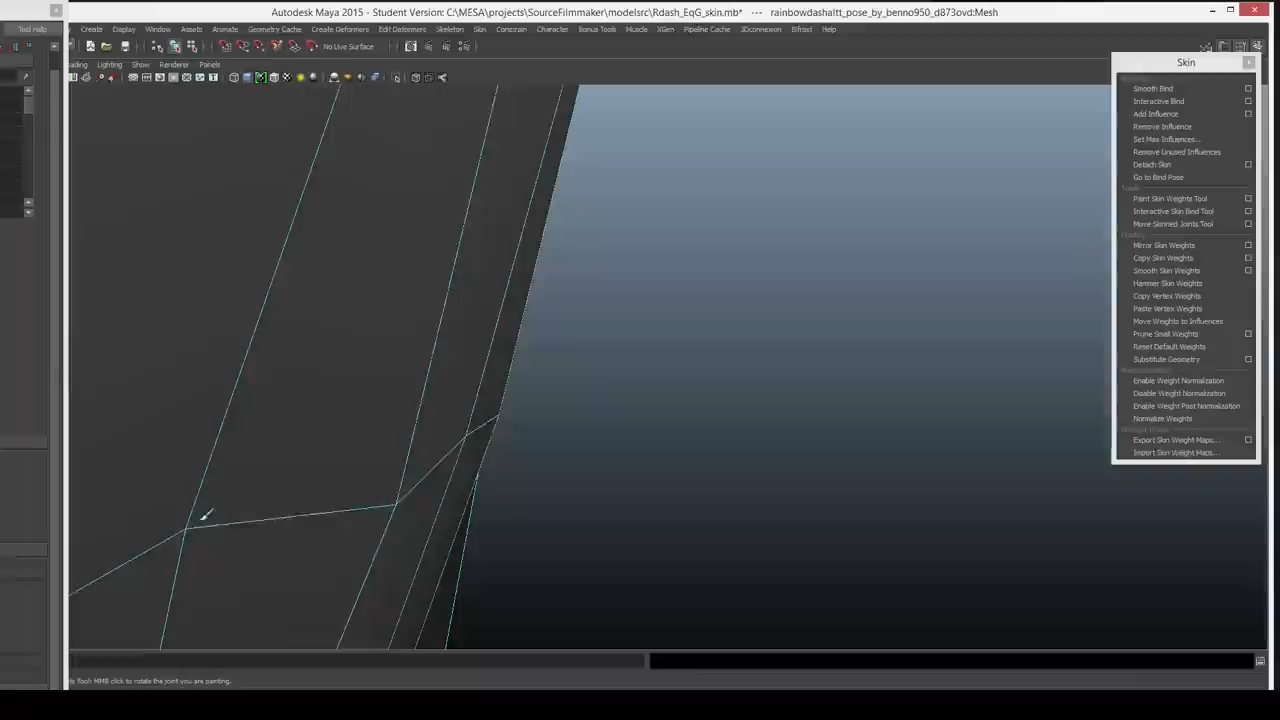 Autodesk Maya 2015 - Student Version: C:\MESA\projects\SourceFilmmaker\modelsrc\Rdash_EqG_skin.mb* --- rainbowdashaltt_pose_by_benno950_d873ovd:Mesh
Tool Help
Create Display Window Assets Animate Geometry Cache Create Deformers Edit Deformers Skeleton Skin Constrain Character Bonus Tools Muscle XGen Pipeline Cache 3DConnexion Bifrost Help
No Live Surface
ading Lighting Show Renderer Panels
Skin
Smooth Bind
Interactive Bind
Add Influence
Remove Influence
Set Max Influences...
Remove Unused Influences
Detach Skin
Go to Bind Pose
Paint Skin Weights Tool
Interactive Skin Bind Tool
Move Skinned Joints Tool
Mirror Skin Weights
Copy Skin Weights
Smooth Skin Weights
Hammer Skin Weights
Copy Vertex Weights
Paste Vertex Weights
Move Weights to Influences
Prune Small Weights
Reset Default Weights
Substitute Geometry
Enable Weight Normalization
Disable Weight Normalization
Enable Weight Post Normalization
Normalize Weights
Export Skin Weight Maps...
Import Skin Weight Maps...
ts Tool: MMB click to rotate the joint you are painting.